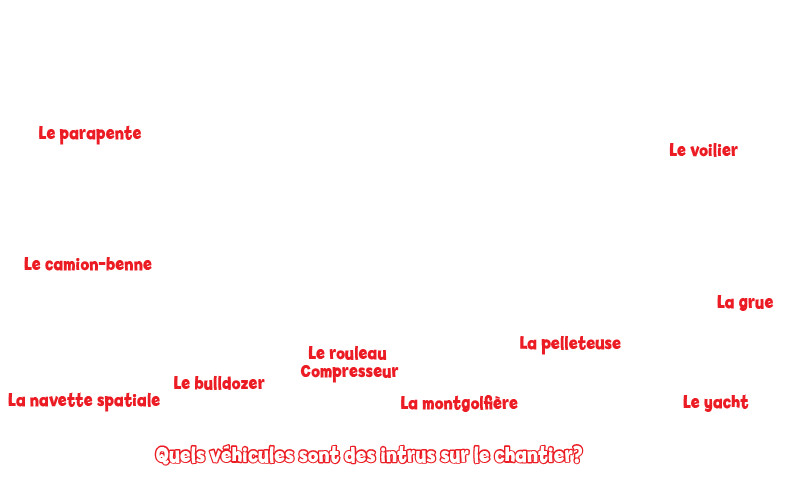 Le parapente
Le voilier
Le camion-benne
La grue
La pelleteuse
Le rouleau
Compresseur
Le bulldozer
La navette spatiale
La montgolfière
Le yacht
Quels véhicules sont des intrus sur le chantier?